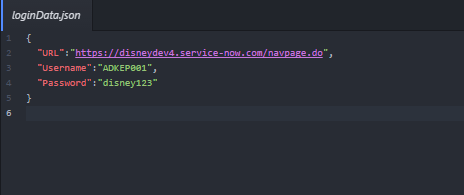 loginData.json
1 {
2 "URL":"https://disneydev4.service-now.com/navpage.do",
3 "Username":"ADKEP001",
4 "Password":"disney123"
5 }
6